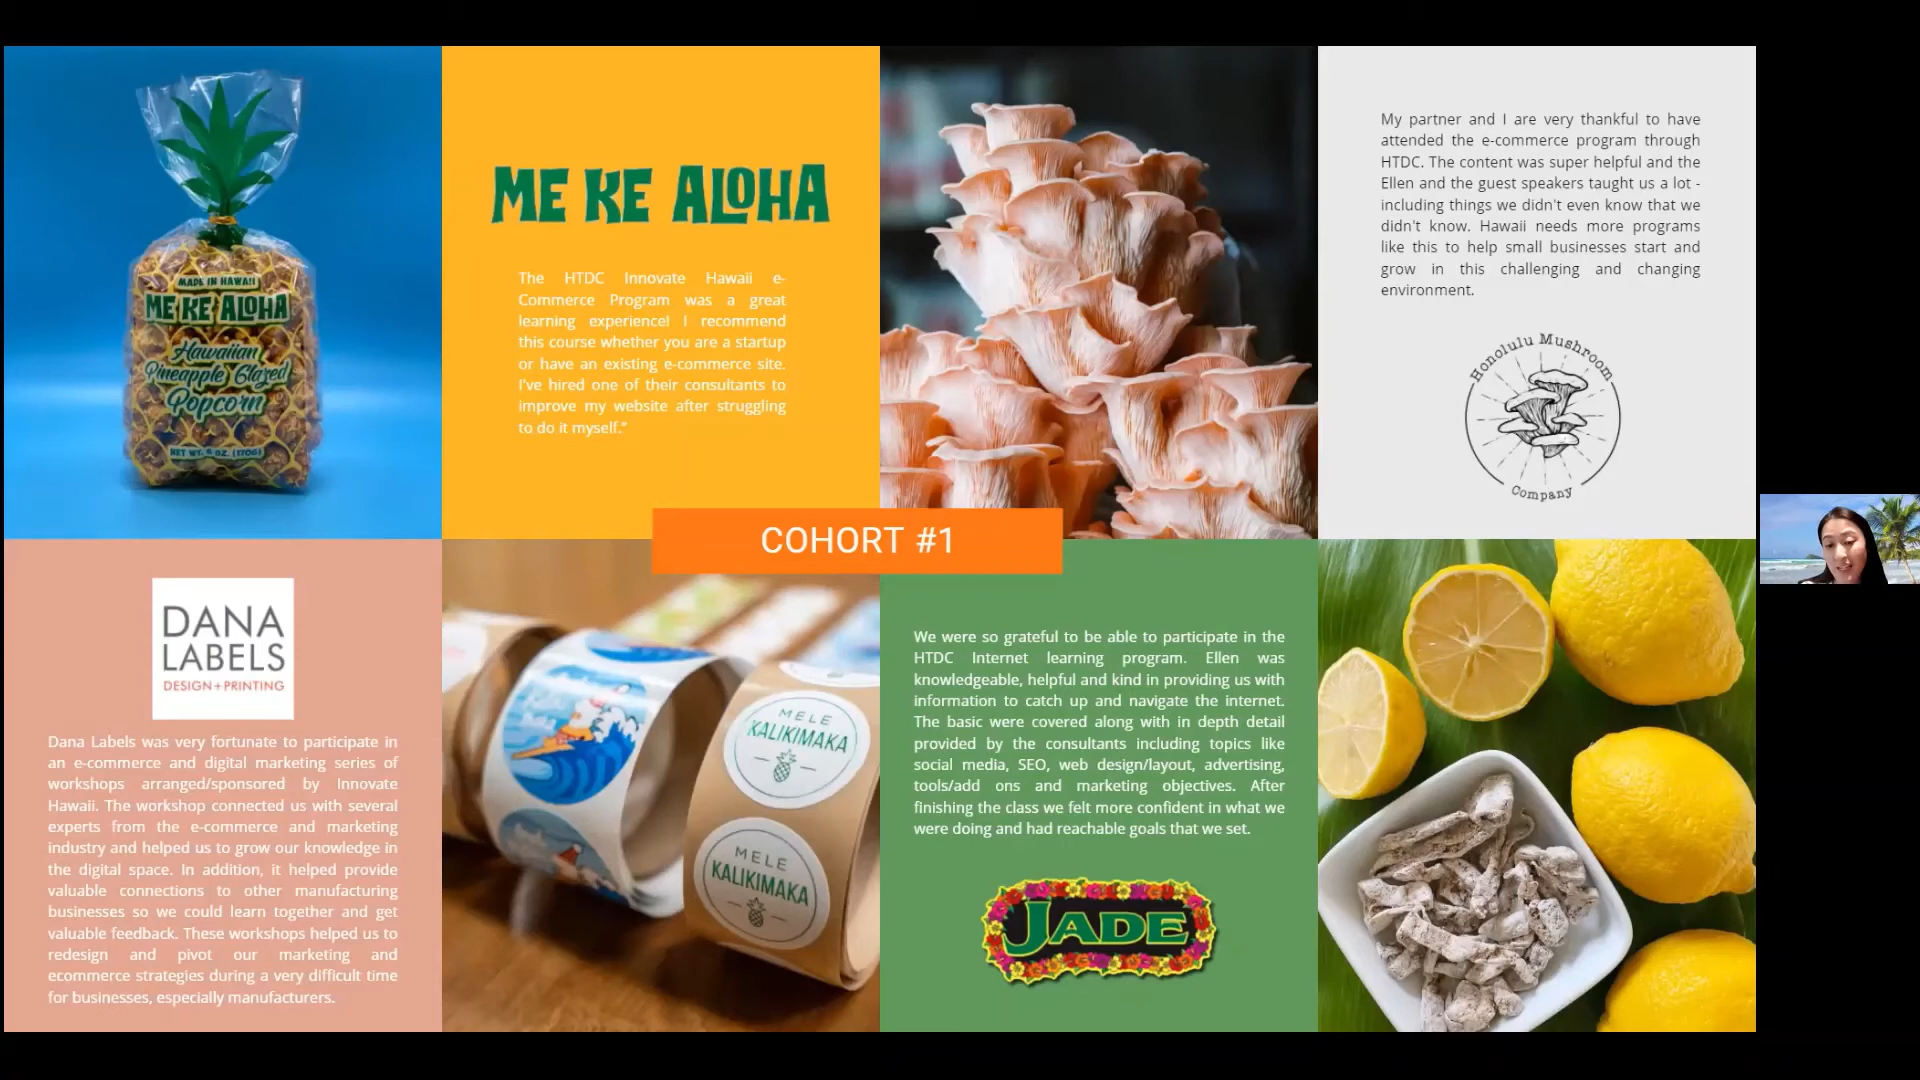 MADE IN HAWAII
ME KE ALOHA
Hawaiian
Pineapple Glazed
Popcorn
NET WT. 6 OZ. (170G)
ME KE ALOHA
The HTDC Innovate Hawaii e-
Commerce Program was a great
learning experience! I recommend
this course whether you are a startup
or have an existing e-commerce site.
I've hired one of their consultants to
improve my website after struggling
to do it myself."
My partner and I are very thankful to have
attended the e-commerce program through
HTDC. The content was super helpful and the
Ellen and the guest speakers taught us a lot -
including things we didn't even know that we
didn't know. Hawaii needs more programs
like this to help small businesses start and
grow in this challenging and changing
environment.
Honolulu Mushroom
Company
COHORT #1
DANA
LABELS
DESIGN+PRINTING
Dana Labels was very fortunate to participate in
an e-commerce and digital marketing series of
workshops arranged/sponsored by Innovate
Hawaii. The workshop connected us with several
experts from the e-commerce and marketing
industry and helped us to grow our knowledge in
the digital space. In addition, it helped provide
valuable connections to other manufacturing
businesses so we could learn together and get
valuable feedback. These workshops helped us to
redesign and pivot our marketing and
ecommerce strategies during a very difficult time
for businesses, especially manufacturers.
MELE
KALIKIMAKA
MELE
KALIKIMAKA
We were so grateful to be able to participate in the
HTDC Internet learning program. Ellen was
knowledgeable, helpful and kind in providing us with
information to catch up and navigate the internet.
The basic were covered along with in depth detail
provided by the consultants including topics like
social media, SEO, web design/layout, advertising,
tools/add ons and marketing objectives. After
finishing the class we felt more confident in what we
were doing and had reachable goals that we set.
JADE